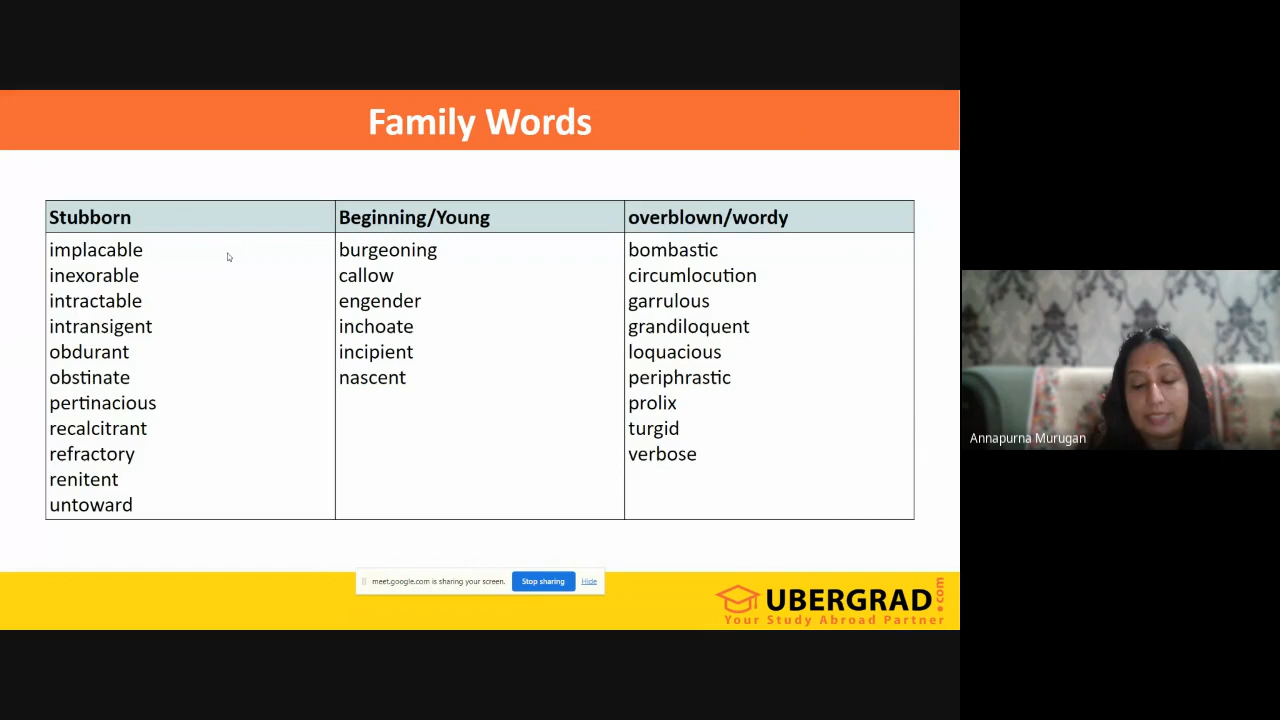 Family Words
Stubborn
implacable
inexorable
intractable
intransigent
obdurant
obstinate
pertinacious
recalcitrant
refractory
renitent
untoward
Beginning/Young
burgeoning
callow
engender
inchoate
incipient
nascent
overblown/wordy
bombastic
circumlocution
garrulous
grandiloquent
loquacious
periphrastic
prolix
turgid
verbose
Annapurna Murugan
meet.google.com is sharing your screen. Stop sharing Hide
UBERGRAD.com
Your Study Abroad Partner